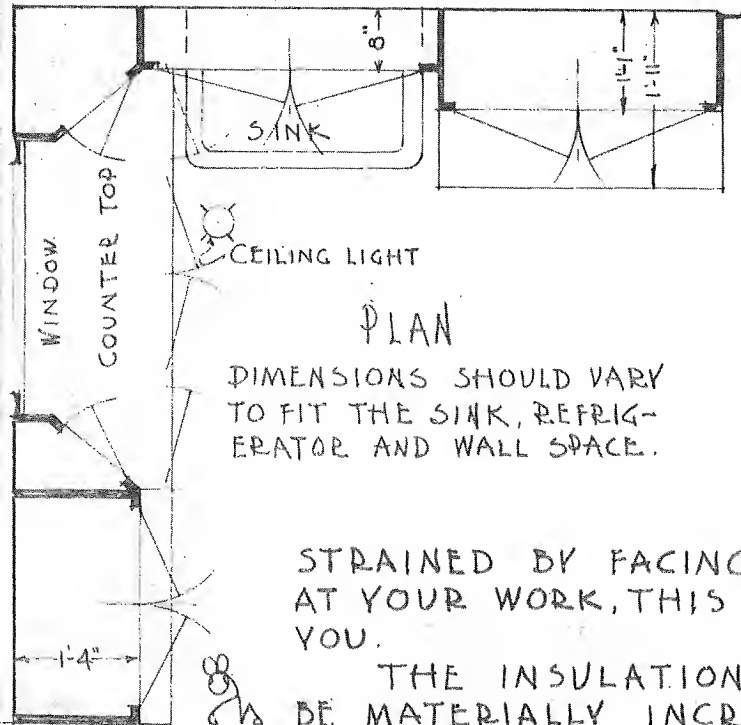 8"
1'-1"
1'-11"
SINK
WINDOW.
COUNTER TOP
CEILING LIGHT
PLAN
DIMENSIONS SHOULD VARY
TO FIT THE SINK, REFRIG-
ERATOR AND WALL SPACE.
STRAINED BY FACING
AT YOUR WORK, THIS
YOU.
1'-4"
THE INSULATION
BE MATERIALLY INCR